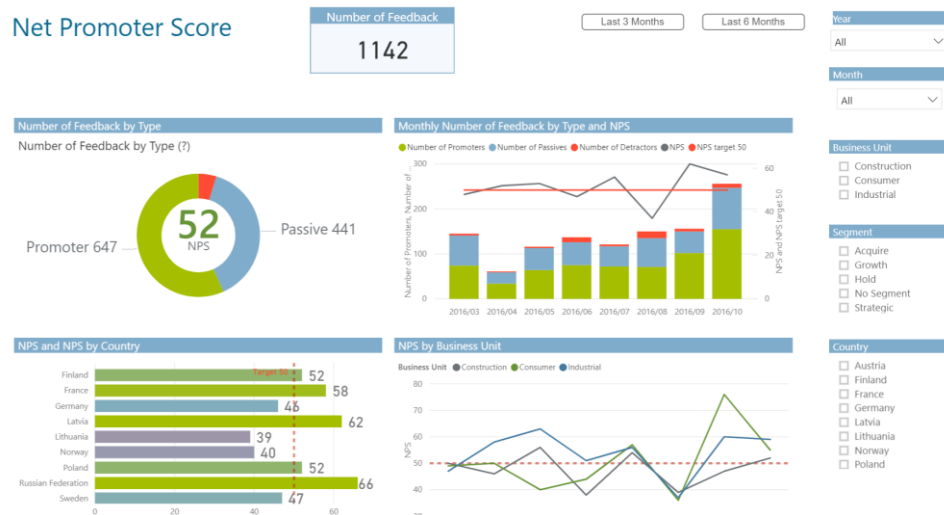 Net Promoter Score
Number of Feedback
1142
Last 3 Months
Last 6 Months
Year
All
Month
All
Business Unit
Construction
Consumer
Industrial
Segment
Acquire
Growth
Hold
No Segment
Strategic
Country
Austria
Finland
France
Germany
Latvia
Lithuania
Norway
Poland
Number of Feedback by Type
Number of Feedback by Type (?)
52
NPS
Promoter 647
Passive 441
Monthly Number of Feedback by Type and NPS
Number of Promoters Number of Passives Number of Detractors NPS NPS target 50
Number of Promoters, Number of ...
300
200
100
0
60
40
20
0
NPS and NPS target 50
2016/03 2016/04 2016/05 2016/06 2016/07 2016/08 2016/09 2016/10
NPS and NPS by Country
Target 50
Finland 52
France 58
Germany 46
Latvia 62
Lithuania 39
Norway 40
Poland 52
Russian Federation 66
Sweden 47
0 20 40 60
NPS by Business Unit
Business Unit Construction Consumer Industrial
NPS
80
70
60
50
40